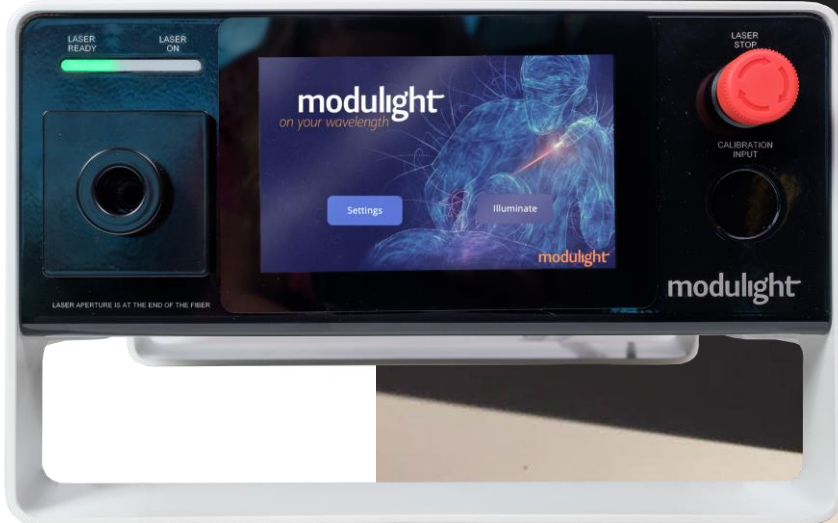 LASER
READY
LASER
ON
modulight
on your wavelength
Settings
Illuminate
modulight
LASER
STOP
CALIBRATION
INPUT
modulight
LASER APERTURE IS AT THE END OF THE FIBER